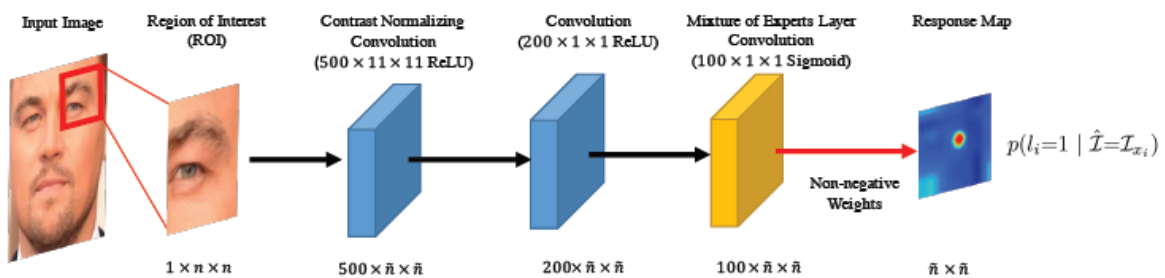 Input Image
Region of Interest
(ROI)
Contrast Normalizing
Convolution
(500 × 11 × 11 ReLU)
Convolution
(200 × 1 × 1 ReLU)
Mixture of Experts Layer
Convolution
(100 × 1 × 1 Sigmoid)
Response Map
p(l_i=1 | Î=I_{x_i})
Non-negative
Weights
1 × n × n
500 × ñ × ñ
200× ñ × ñ
100 × ñ × ñ
ñ × ñ